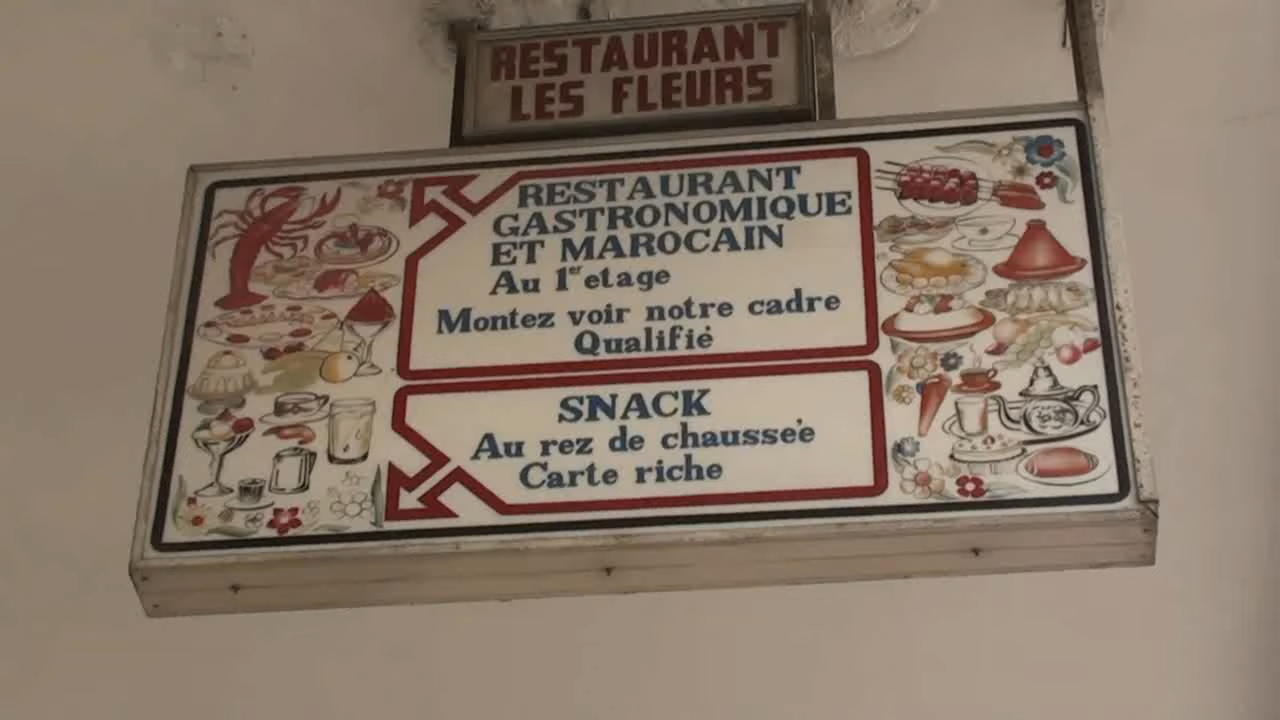 RESTAURANT
LES FLEURS
RESTAURANT
GASTRONOMIQUE
ET MAROCAIN
Au 1er etage
Montez voir notre cadre
Qualifié
SNACK
Au rez de chausseé
Carte riche